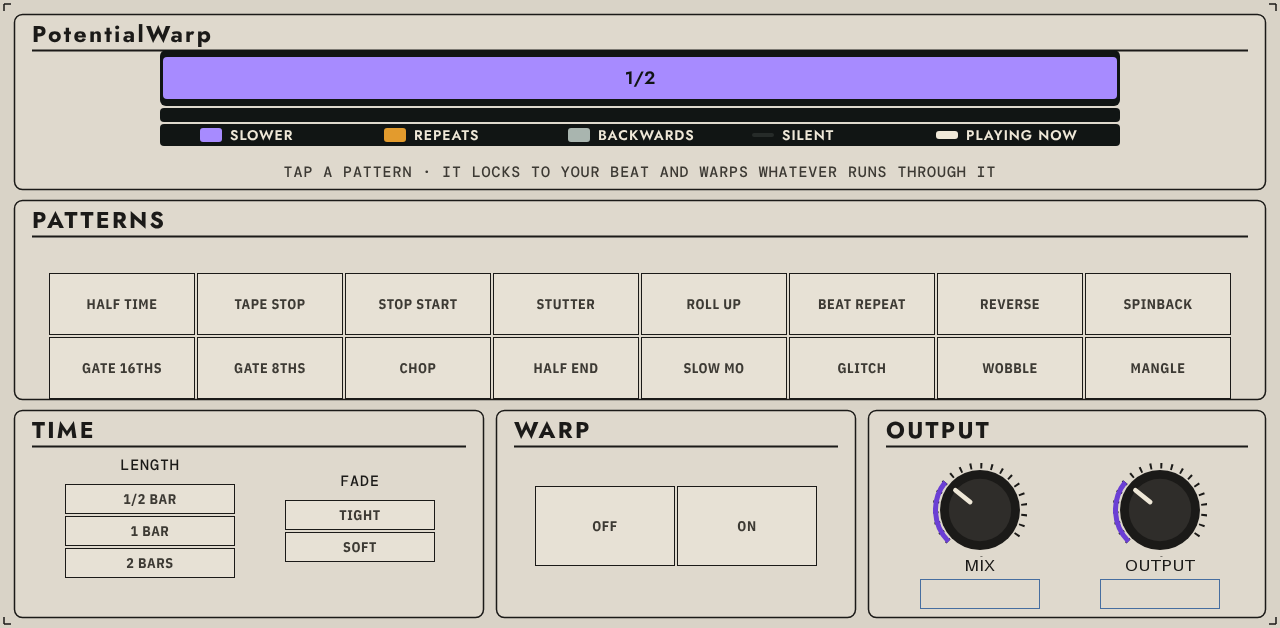 PotentialWarp
1/2
SLOWER REPEATS BACKWARDS SILENT PLAYING NOW
TAP A PATTERN · IT LOCKS TO YOUR BEAT AND WARPS WHATEVER RUNS THROUGH IT
PATTERNS
HALF TIME TAPE STOP STOP START STUTTER ROLL UP BEAT REPEAT REVERSE SPINBACK
GATE 16THS GATE 8THS CHOP HALF END SLOW MO GLITCH WOBBLE MANGLE
TIME
LENGTH
1/2 BAR
1 BAR
2 BARS
FADE
TIGHT
SOFT
WARP
OFF ON
OUTPUT
MIX OUTPUT